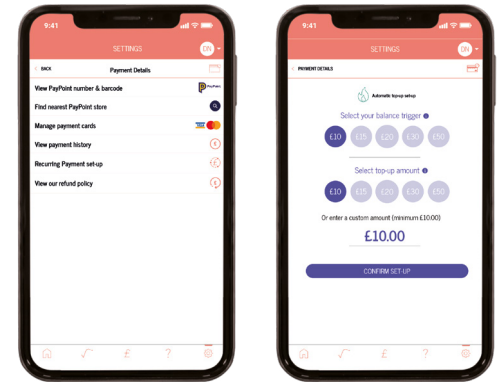 9:41
SETTINGS
DN
BACK
Payment Details
View PayPoint number & barcode
PayPoint
Find nearest PayPoint store
Manage payment cards
VISA
View payment history
£
Recurring Payment set-up
£
View our refund policy
£
£
?
9:41
SETTINGS
DN
PAYMENT DETAILS
Automatic top-up setup
Select your balance trigger
£10 £15 £20 £30 £50
Select top-up amount
£10 £15 £20 £30 £50
Or enter a custom amount (minimum £10.00)
£10.00
CONFIRM SET-UP
£
?